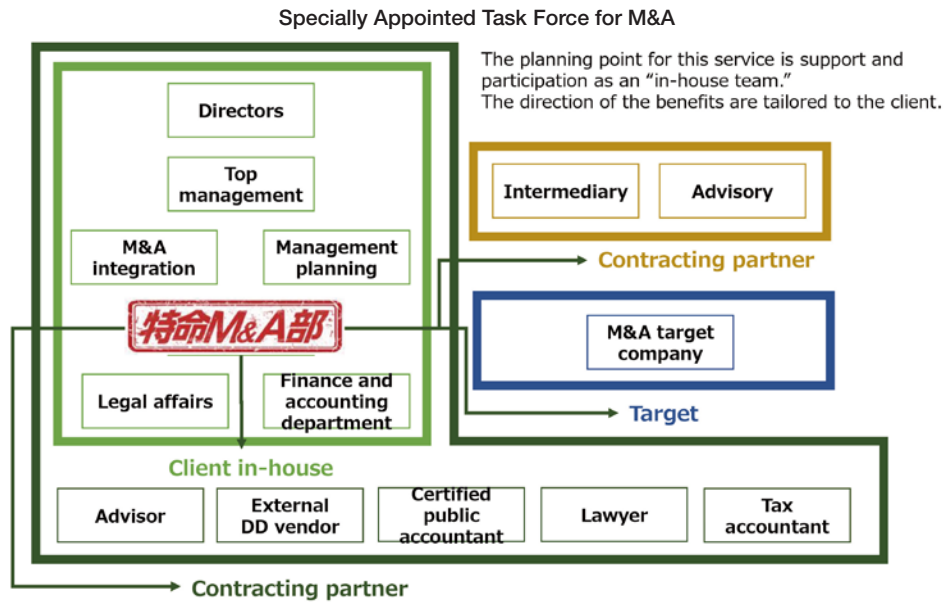 Specially Appointed Task Force for M&A
The planning point for this service is support and
participation as an “in-house team.”
The direction of the benefits are tailored to the client.
Directors
Top
management
M&A
integration
Management
planning
特命M&A部
Legal affairs
Finance and
accounting
department
Client in-house
Intermediary
Advisory
Contracting partner
M&A target
company
Target
Advisor
External
DD vendor
Certified
public
accountant
Lawyer
Tax
accountant
Contracting partner